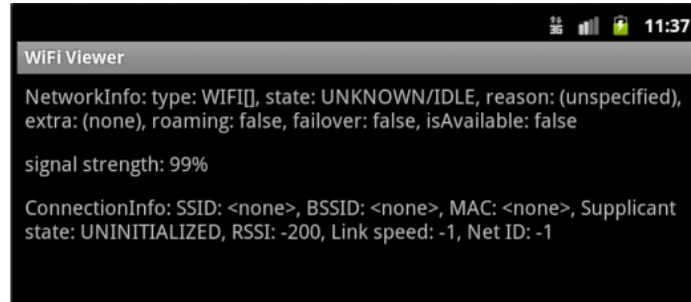 3G 11:37
WiFi Viewer
NetworkInfo: type: WIFI[], state: UNKNOWN/IDLE, reason: (unspecified),
extra: (none), roaming: false, failover: false, isAvailable: false
signal strength: 99%
ConnectionInfo: SSID: <none>, BSSID: <none>, MAC: <none>, Supplicant
state: UNINITIALIZED, RSSI: -200, Link speed: -1, Net ID: -1